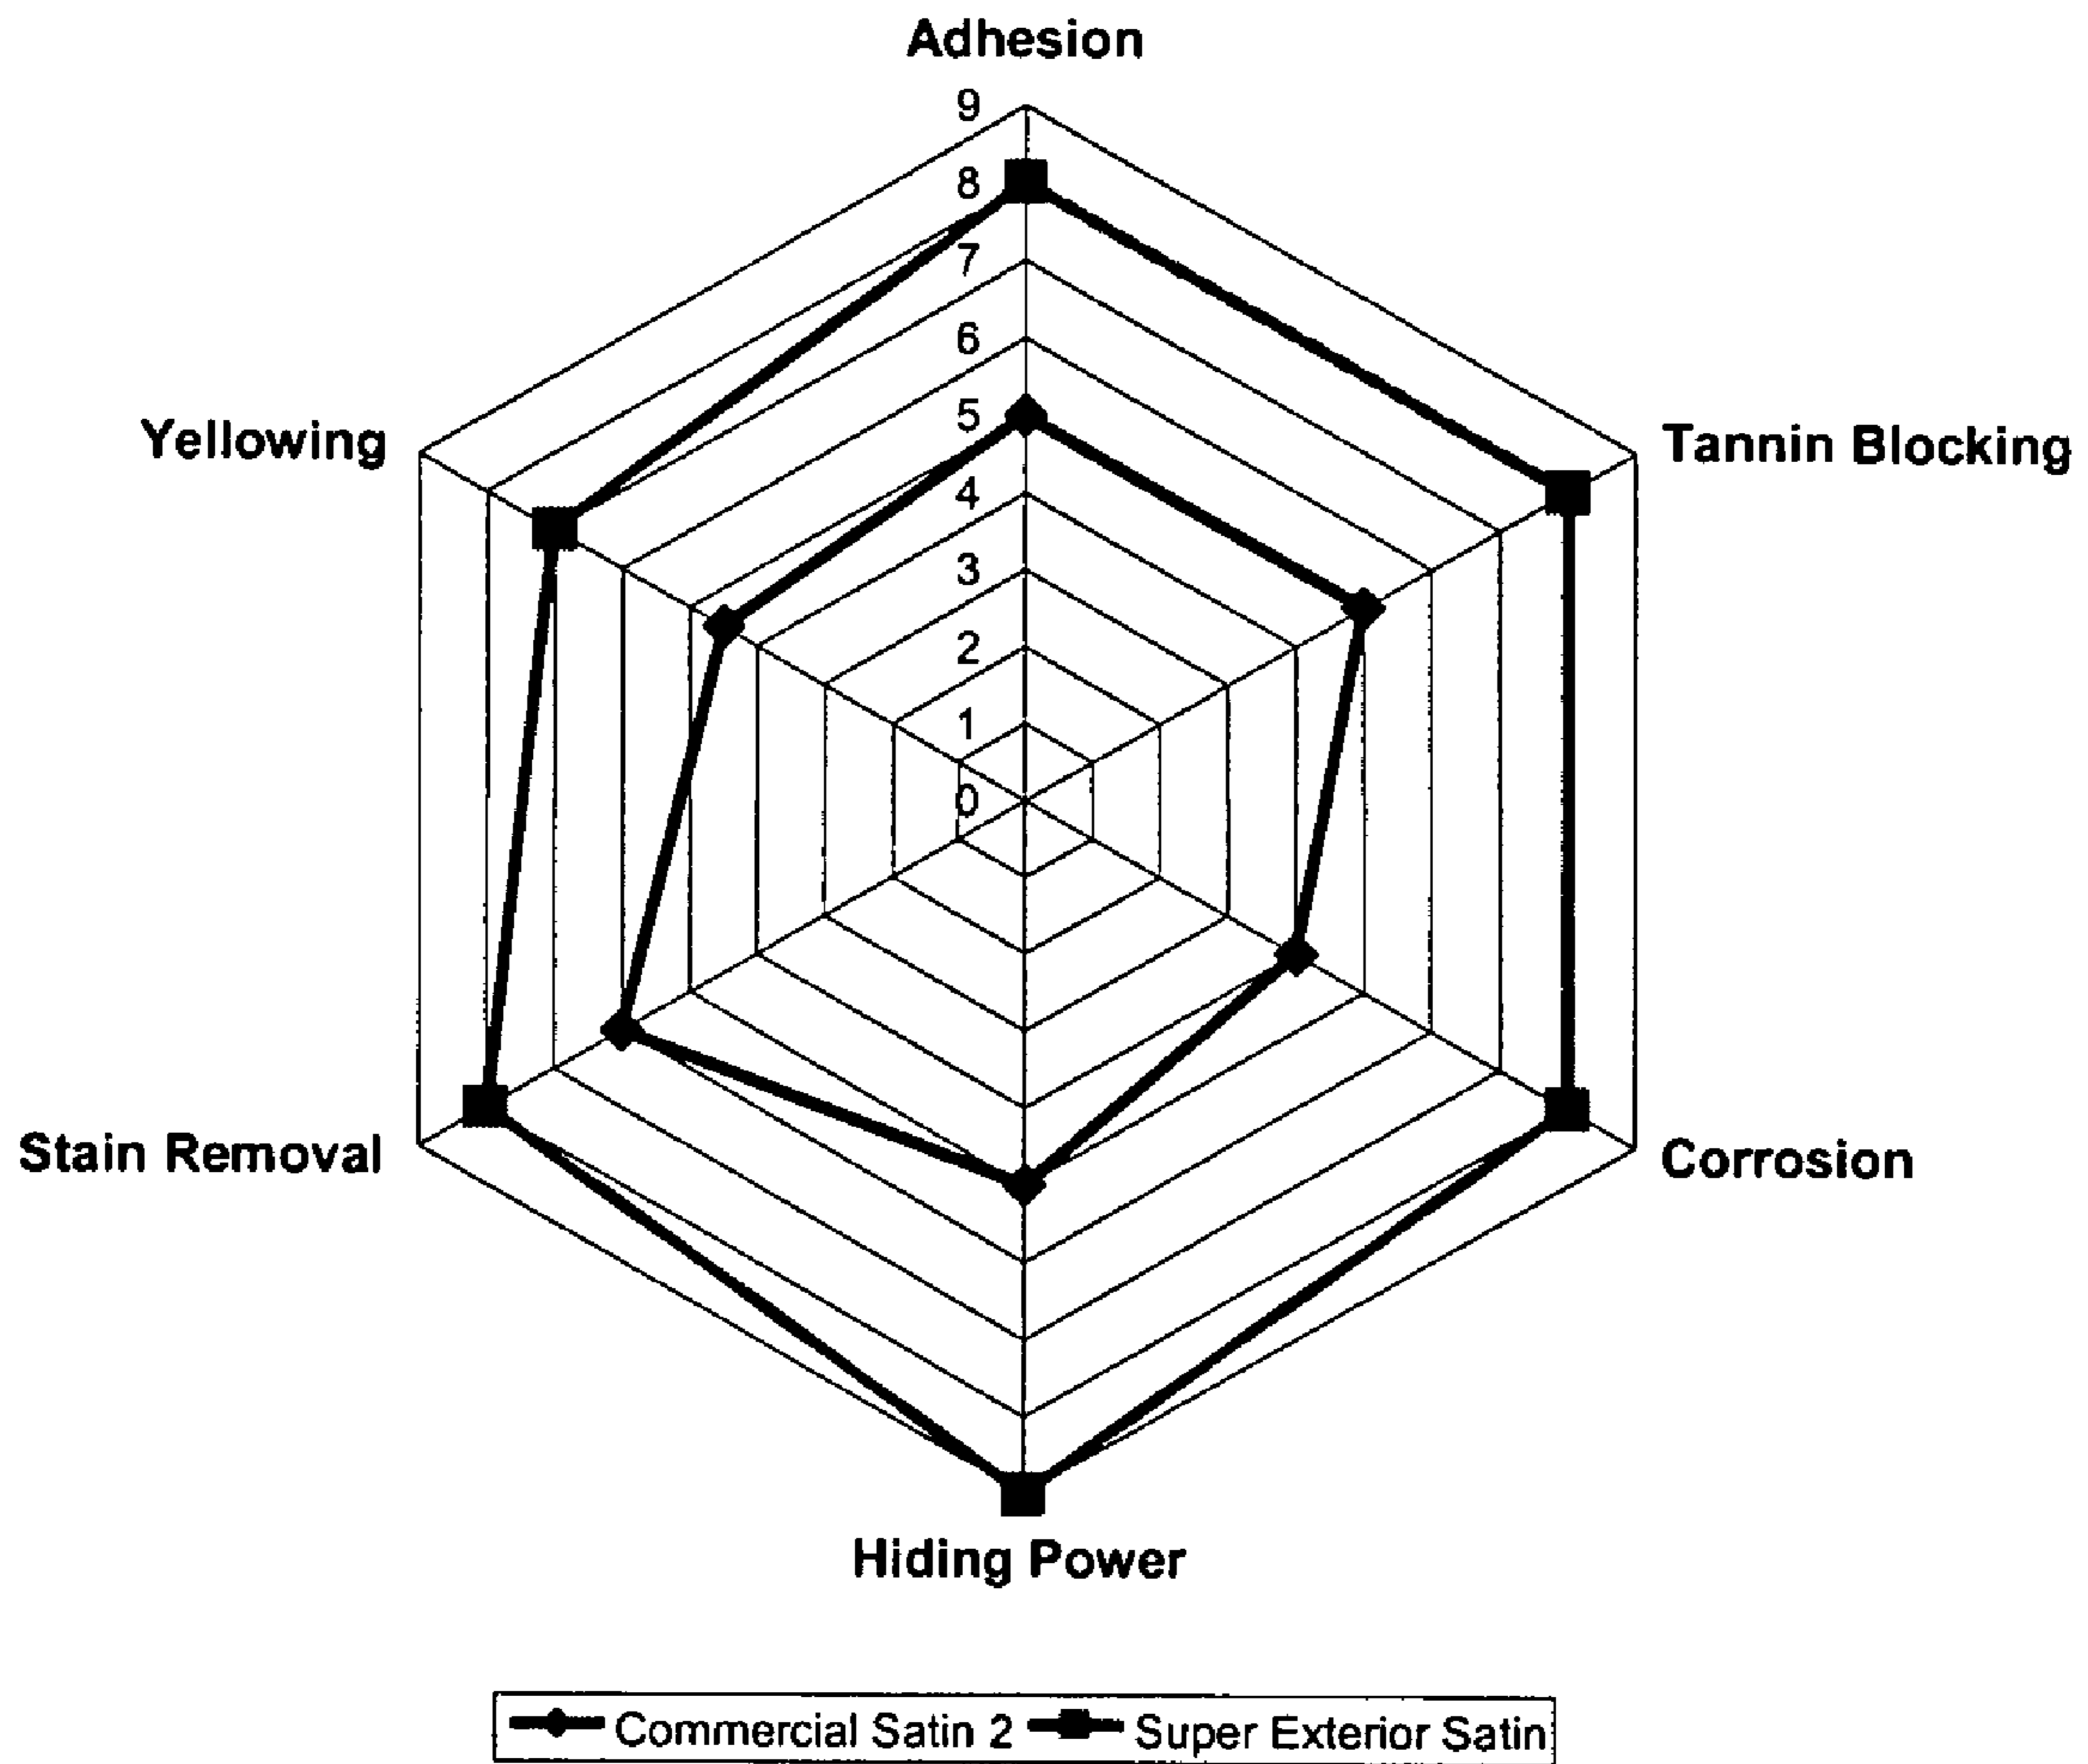 Adhesion
9
8
7
6
5
4
3
2
1
0
Yellowing
Tannin Blocking
Stain Removal
Corrosion
Hiding Power
Commercial Satin 2 Super Exterior Satin